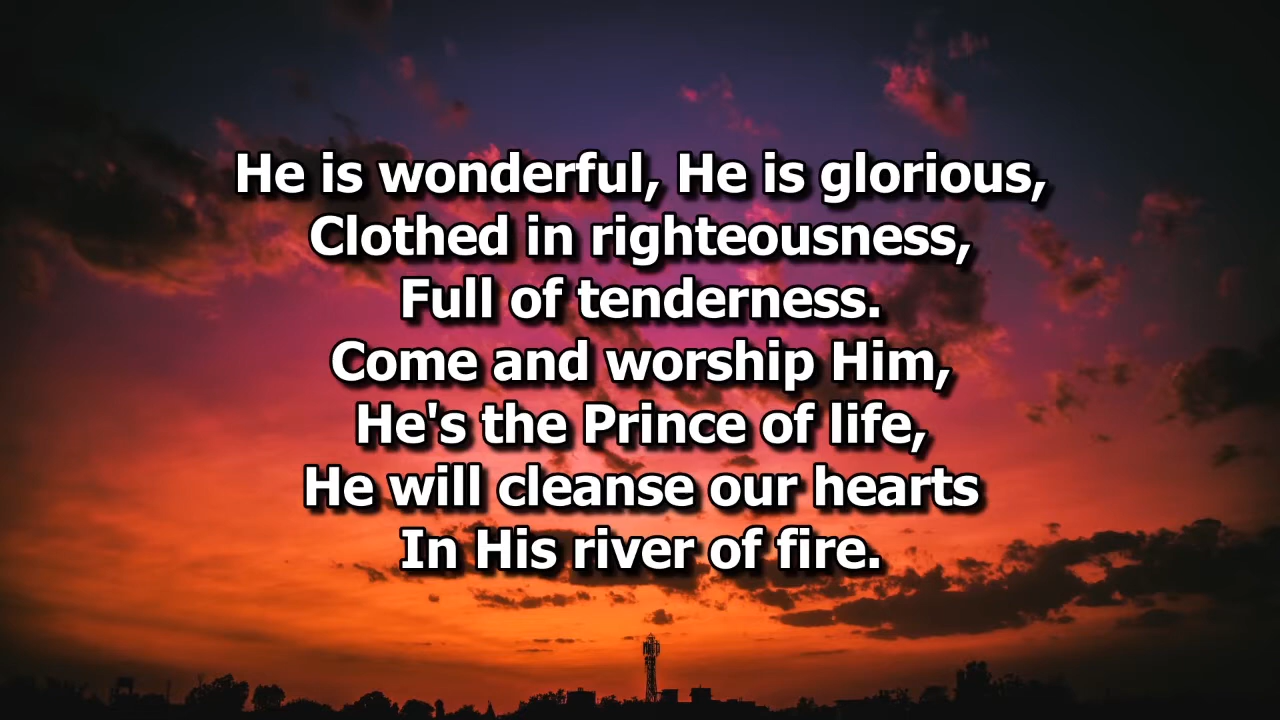 He is wonderful, He is glorious,
Clothed in righteousness,
Full of tenderness.
Come and worship Him,
He's the Prince of life,
He will cleanse our hearts
In His river of fire.